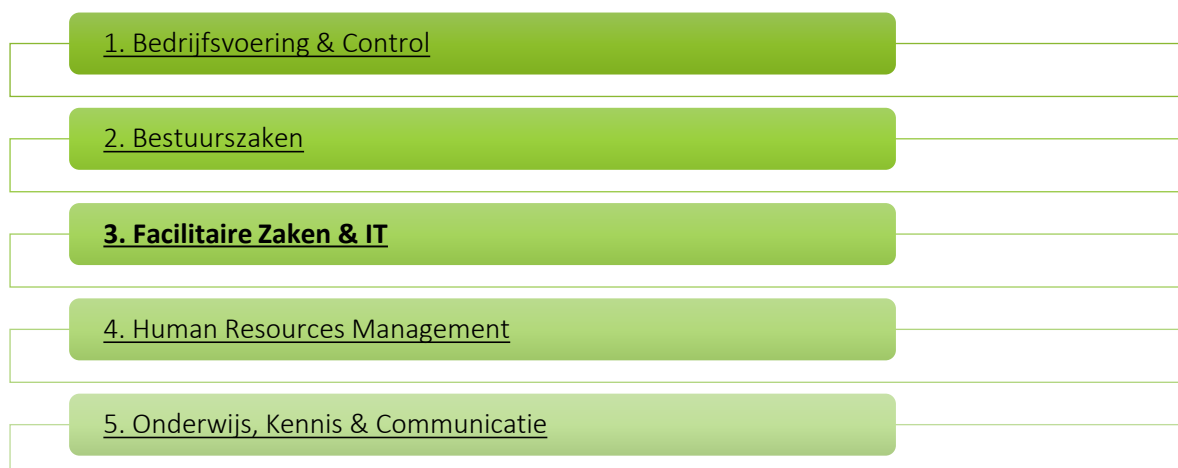 1. Bedrijfsvoering & Control
2. Bestuurszaken
3. Facilitaire Zaken & IT
4. Human Resources Management
5. Onderwijs, Kennis & Communicatie